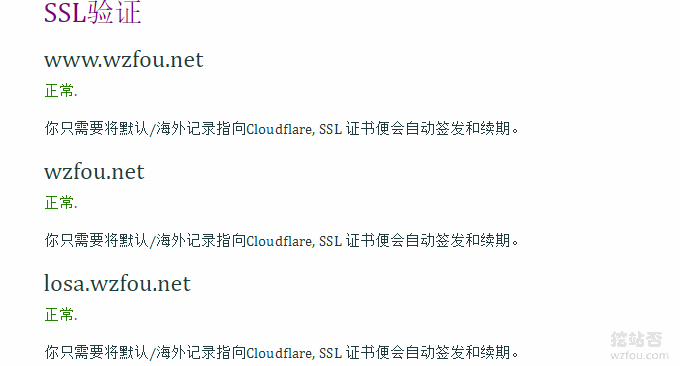 SSL验证
www.wzfou.net
正常.
你只需要将默认/海外记录指向Cloudflare, SSL 证书便会自动签发和续期。
wzfou.net
正常.
你只需要将默认/海外记录指向Cloudflare, SSL 证书便会自动签发和续期。
losa.wzfou.net
正常.
你只需要将默认/海外记录指向Cloudflare, SSL 证书便会自动签发和续期。
挖站否
wzfou.com